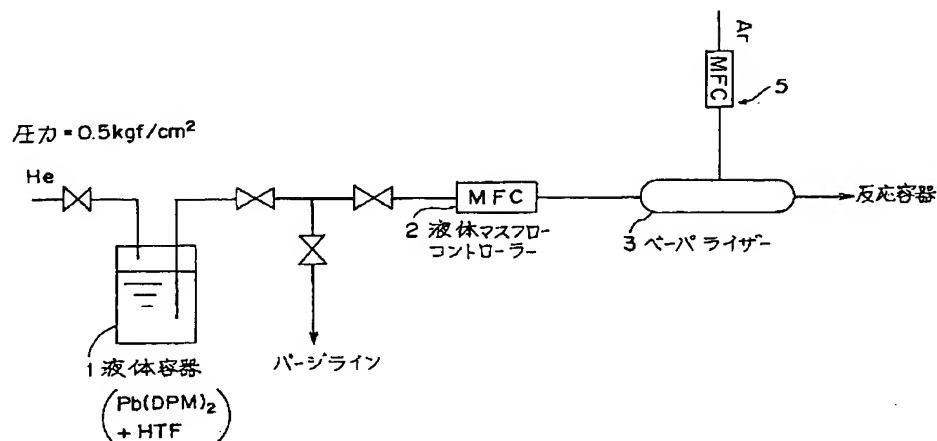 Ar
MFC
5
圧力=0.5kgf/cm²
He
MFC
反応容器
2 液体マスフロー
コントローラー
3 ベーパライザー
パージライン
1 液体容器
(Pb(DPM)₂
+ HTF)